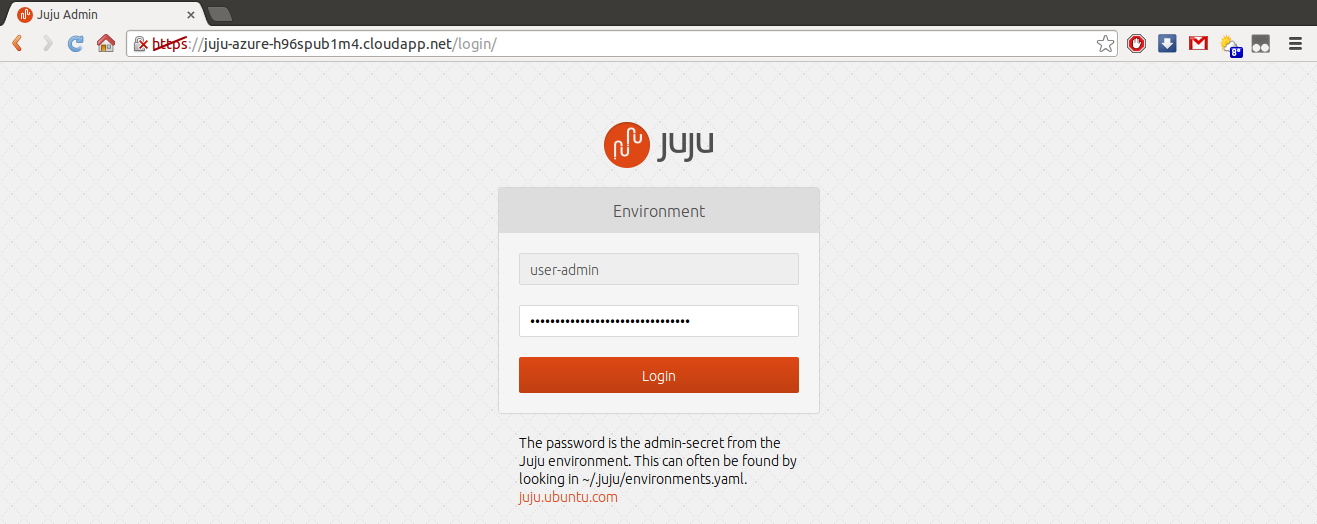 Juju Admin
https://juju-azure-h96spub1m4.cloudapp.net/login/
8°
juju
Environment
user-admin
••••••••••••••••••••••••••••••••
Login
The password is the admin-secret from the
Juju environment. This can often be found by
looking in ~/.juju/environments.yaml.
juju.ubuntu.com